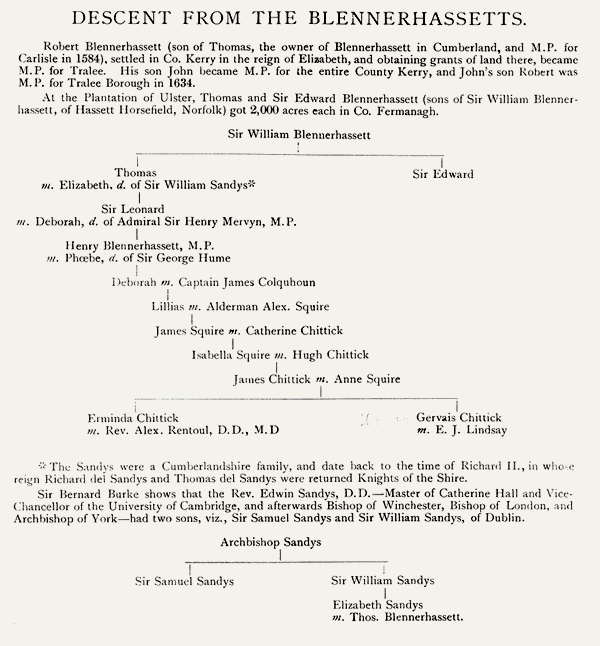 DESCENT FROM THE BLENNERHASSETTS.
Robert Blennerhassett (son of Thomas, the owner of Blennerhassett in Cumberland, and M.P. for
Carlisle in 1584), settled in Co. Kerry in the reign of Elizabeth, and obtaining grants of land there, became
M.P. for Tralee. His son John became M.P. for the entire County Kerry, and John's son Robert was
M.P. for Tralee Borough in 1634.
At the Plantation of Ulster, Thomas and Sir Edward Blennerhassett (sons of Sir William Blenner-
hassett, of Hassett Horsefield, Norfolk) got 2,000 acres each in Co. Fermanagh.
Sir William Blennerhassett
Thomas
m. Elizabeth, d. of Sir William Sandys*
Sir Edward
Sir Leonard
m. Deborah, d. of Admiral Sir Henry Mervyn, M.P.
Henry Blennerhassett, M.P.
m. Phœbe, d. of Sir George Hume
Deborah m. Captain James Colquhoun
Lillias m. Alderman Alex. Squire
James Squire m. Catherine Chittick
Isabella Squire m. Hugh Chittick
James Chittick m. Anne Squire
Erminda Chittick
m. Rev. Alex. Rentoul, D.D., M.D
Gervais Chittick
m. E. J. Lindsay
* The Sandys were a Cumberlandshire family, and date back to the time of Richard II., in whose
reign Richard del Sandys and Thomas del Sandys were returned Knights of the Shire.
Sir Bernard Burke shows that the Rev. Edwin Sandys, D.D.—Master of Catherine Hall and Vice-
Chancellor of the University of Cambridge, and afterwards Bishop of Winchester, Bishop of London, and
Archbishop of York—had two sons, viz., Sir Samuel Sandys and Sir William Sandys, of Dublin.
Archbishop Sandys
Sir Samuel Sandys
Sir William Sandys
Elizabeth Sandys
m. Thos. Blennerhassett.